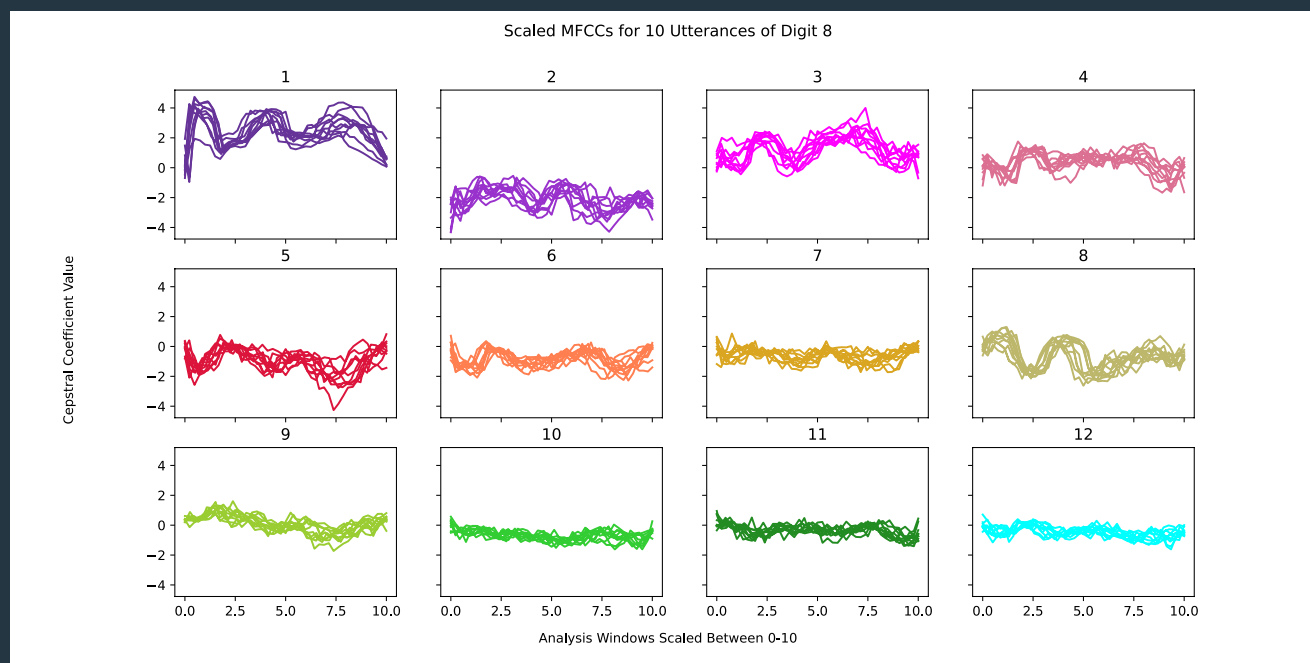 Scaled MFCCs for 10 Utterances of Digit 8
1 2 3 4
4
2
0
−2
−4
5 6 7 8
4
2
0
−2
−4
Cepstral Coefficient Value
9 10 11 12
4
2
0
−2
−4
0.0 2.5 5.0 7.5 10.0 0.0 2.5 5.0 7.5 10.0 0.0 2.5 5.0 7.5 10.0 0.0 2.5 5.0 7.5 10.0
Analysis Windows Scaled Between 0-10